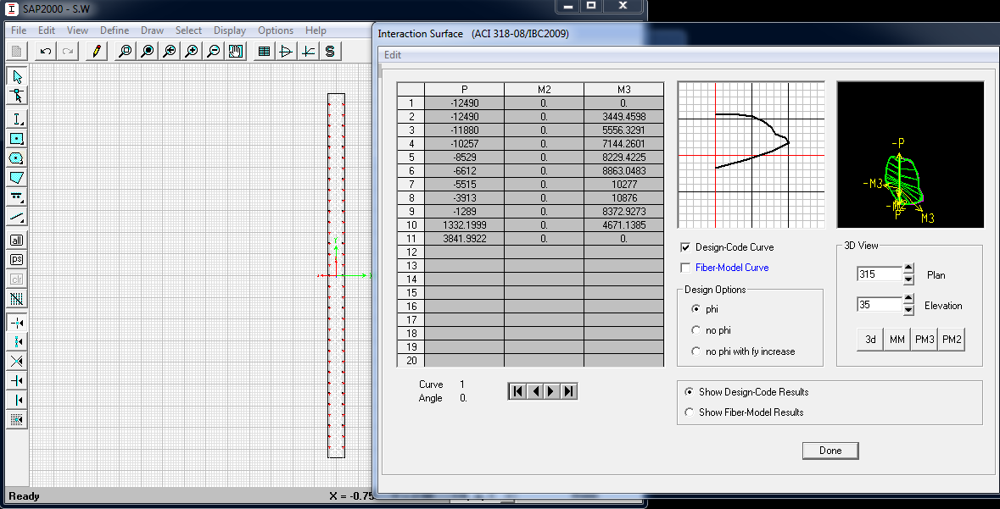 SAP2000 - S.W
File Edit View Define Draw Select Display Options Help
S
I
all
ps
clr
Y
Ready X = -0.75
Interaction Surface (ACI 318-08/IBC2009)
Edit
P M2 M3
1 -12490 0. 0.
2 -12490 0. 3449.4598
3 -11880 0. 5556.3291
4 -10257 0. 7144.2601
5 -8529 0. 8229.4225
6 -6612 0. 8863.0483
7 -5515 0. 10277
8 -3913 0. 10876
9 -1289 0. 8372.9273
10 1332.1999 0. 4671.1385
11 3841.9922 0. 0.
12
13
14
15
16
17
18
19
20
Curve 1
Angle 0.
-P
-M3
-M2
P
M3
Design-Code Curve
Fiber-Model Curve
Design Options
phi
no phi
no phi with fy increase
3D View
315 Plan
35 Elevation
3d MM PM3 PM2
Show Design-Code Results
Show Fiber-Model Results
Done